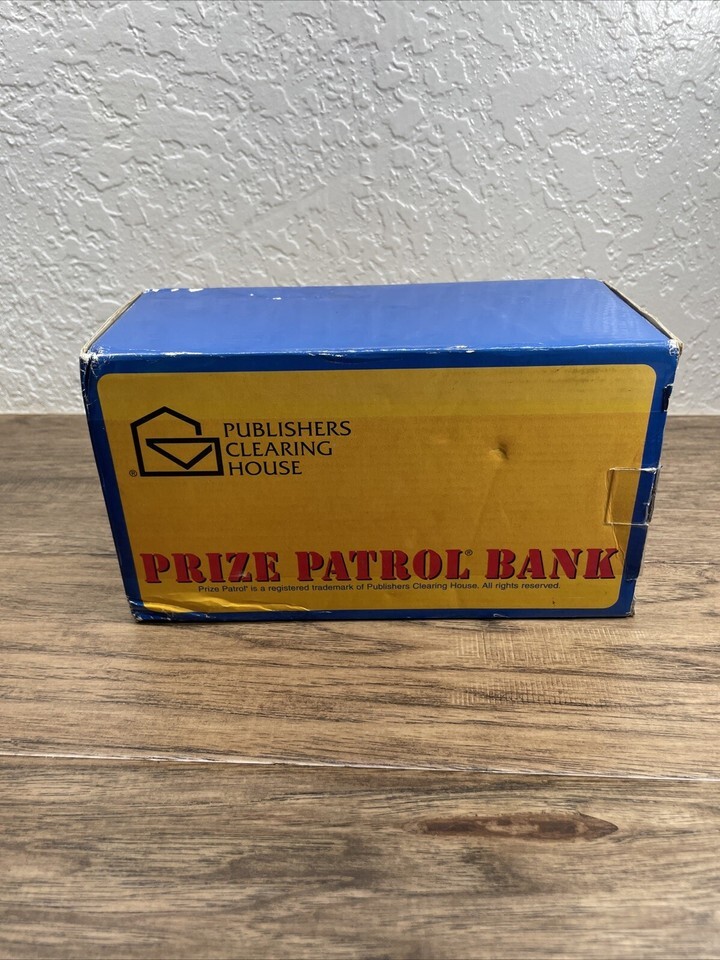 PUBLISHERS
CLEARING
HOUSE
®
PRIZE PATROL® BANK
Prize Patrol® is a registered trademark of Publishers Clearing House. All rights reserved.